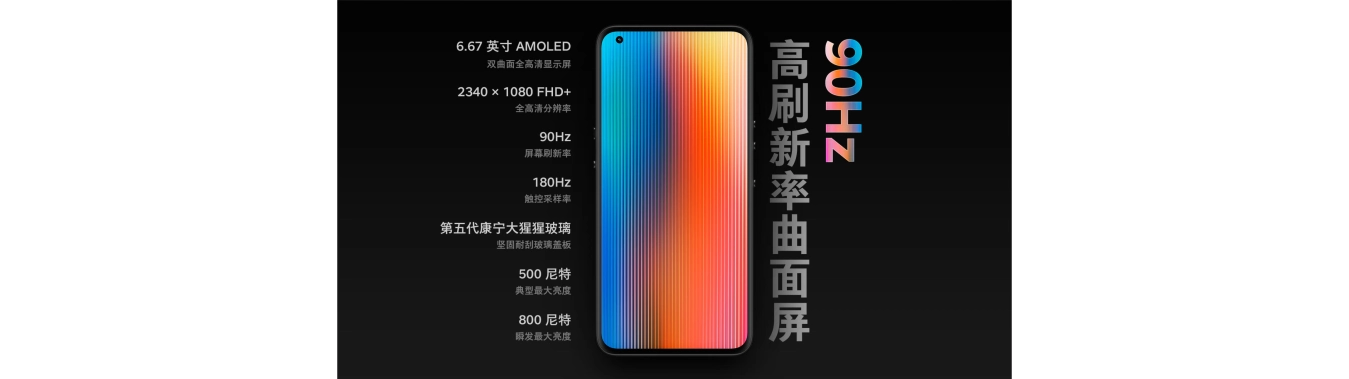 6.67 英寸 AMOLED
双曲面全高清显示屏
2340 × 1080 FHD+
全高清分辨率
90Hz
屏幕刷新率
180Hz
触控采样率
第五代康宁大猩猩玻璃
坚固耐刮玻璃盖板
500 尼特
典型最大亮度
800 尼特
瞬发最大亮度
90Hz
高刷新率曲面屏